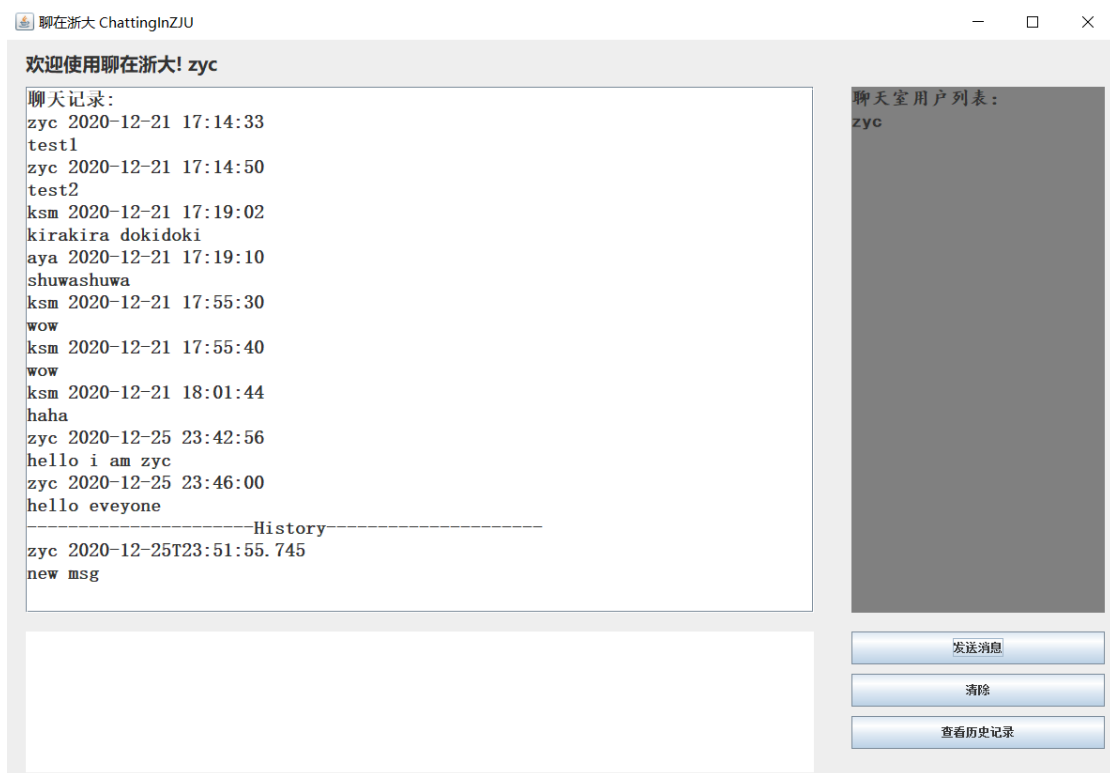 聊在浙大 ChattingInZJU
欢迎使用聊在浙大! zyc
聊天记录:
zyc 2020-12-21 17:14:33
test1
zyc 2020-12-21 17:14:50
test2
ksm 2020-12-21 17:19:02
kirakira dokidoki
aya 2020-12-21 17:19:10
shuwashuwa
ksm 2020-12-21 17:55:30
wow
ksm 2020-12-21 17:55:40
wow
ksm 2020-12-21 18:01:44
haha
zyc 2020-12-25 23:42:56
hello i am zyc
zyc 2020-12-25 23:46:00
hello eveyone
----------------------History---------------------
zyc 2020-12-25T23:51:55.745
new msg
聊天室用户列表:
zyc
发送消息
清除
查看历史记录